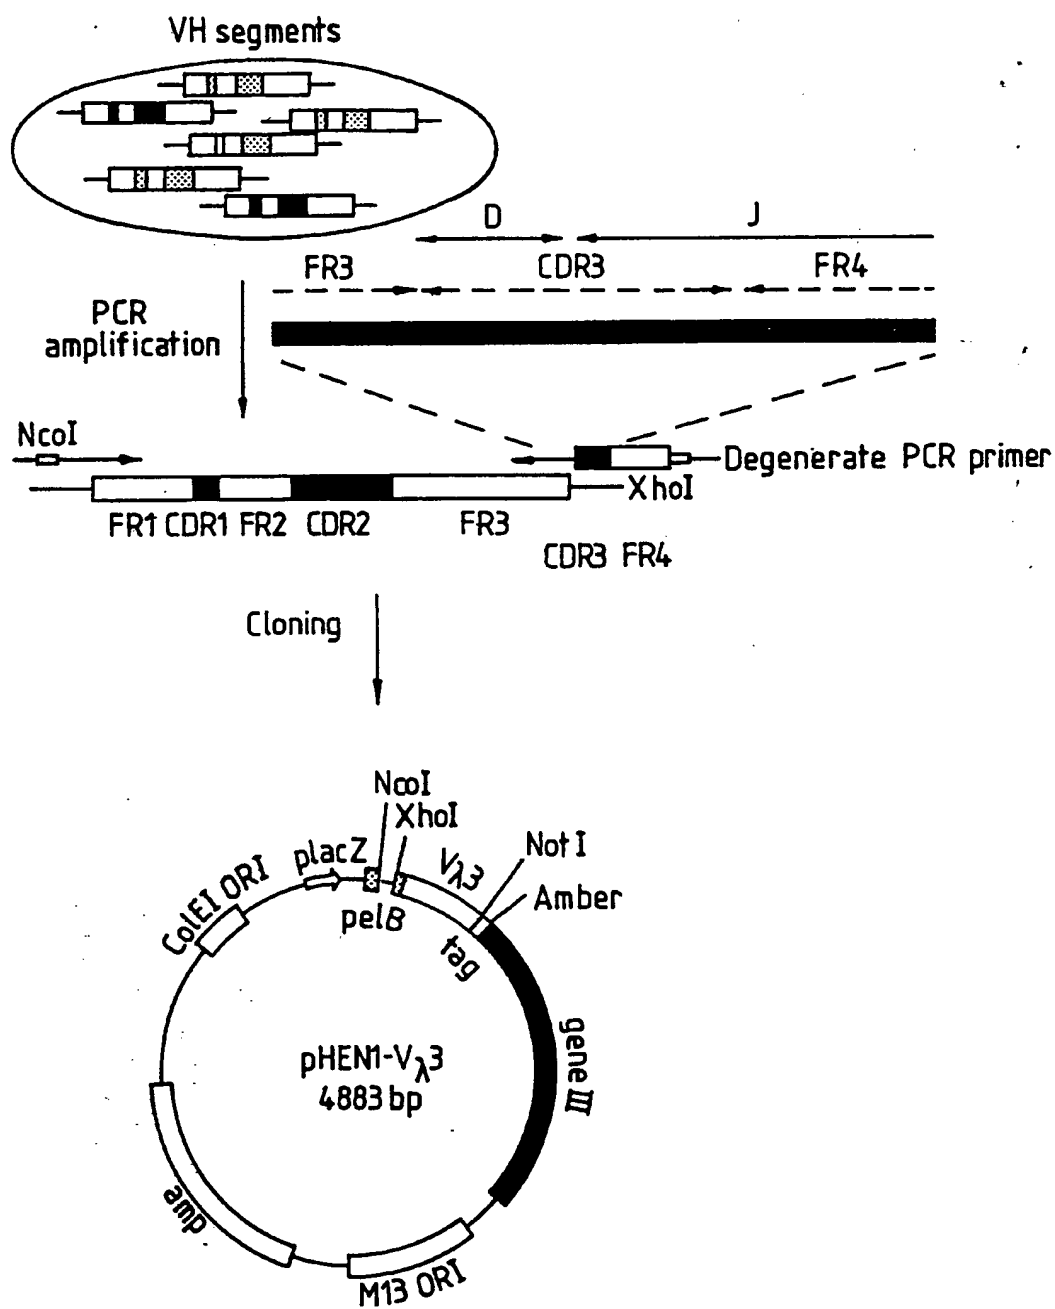 VH segments
D
J
FR3
CDR3
FR4
PCR
amplification
NcoI
Degenerate PCR primer
XhoI
FR1 CDR1 FR2 CDR2 FR3
CDR3 FR4
Cloning
NcoI
XhoI
placZ
Vλ3
Not I
Amber
ColEI ORI
pelB
tag
gene III
pHEN1-Vλ3
4883 bp
amp
M13 ORI